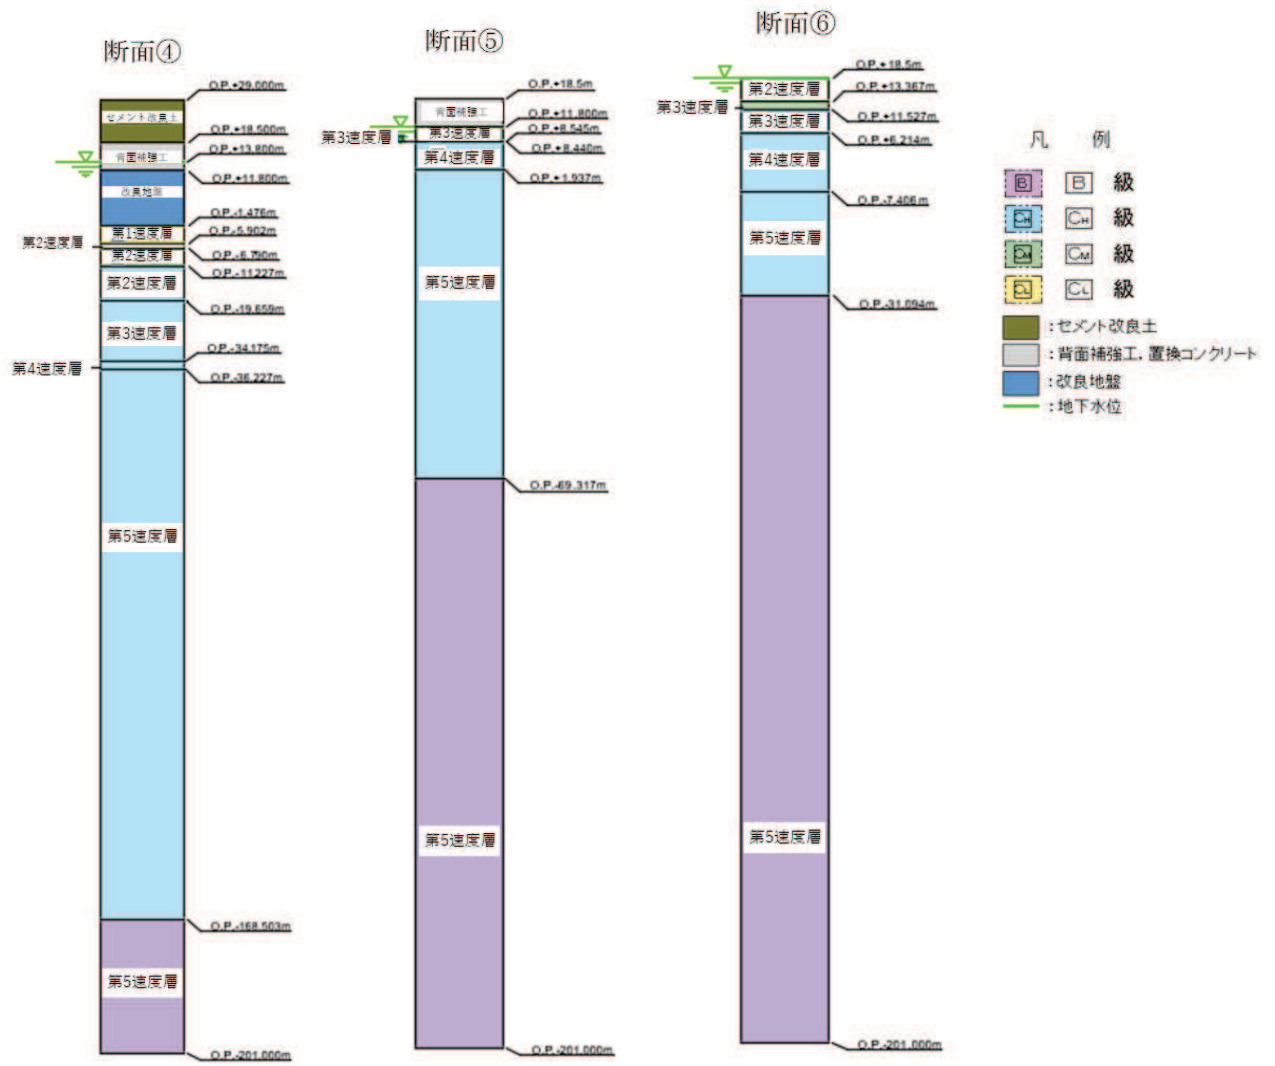 断面④
O.P.+29.000m
セメント改良土
O.P.+18.500m
背面補強工
O.P.+13.800m
O.P.+11.800m
改良地盤
O.P.-1.476m
第1速度層
O.P.-5.902m
第2速度層
O.P.-6.790m
第2速度層
O.P.-11.227m
第2速度層
O.P.-19.659m
第3速度層
O.P.-34.175m
第4速度層
O.P.-36.227m
第5速度層
O.P.-168.503m
第5速度層
O.P.-201.000m
断面⑤
O.P.+18.5m
背面補強工
O.P.+11.800m
第3速度層
O.P.+8.545m
第3速度層
O.P.+8.440m
第4速度層
O.P.+1.937m
第5速度層
O.P.-69.317m
第5速度層
O.P.-201.000m
断面⑥
O.P.+18.5m
第2速度層
O.P.+13.367m
第3速度層
O.P.+11.527m
第3速度層
O.P.+6.214m
第4速度層
O.P.-7.406m
第5速度層
O.P.-31.094m
第5速度層
O.P.-201.000m
凡 例
B B 級
CH CH 級
CM CM 級
CL CL 級
：セメント改良土
：背面補強工，置換コンクリート
：改良地盤
：地下水位